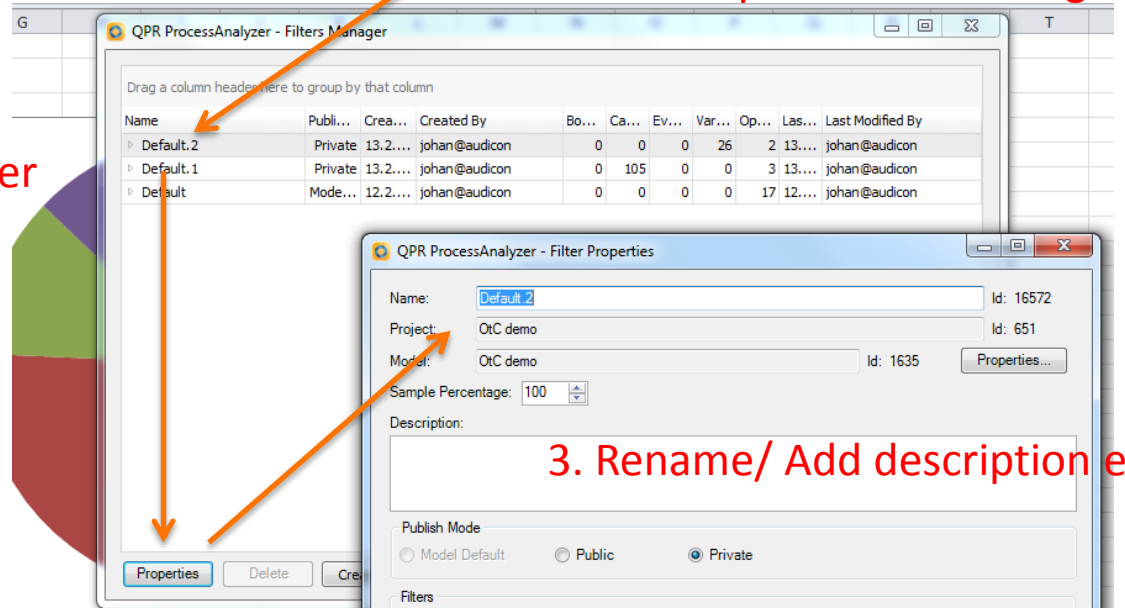 G
T
QPR ProcessAnalyzer - Filters Manager
Drag a column header here to group by that column
Name Publi... Crea... Created By Bo... Ca... Ev... Var... Op... Las... Last Modified By
Default.2 Private 13.2.... johan@audicon 0 0 0 26 2 13.... johan@audicon
Default.1 Private 13.2.... johan@audicon 0 105 0 0 3 13.... johan@audicon
Default Mode... 12.2.... johan@audicon 0 0 0 0 17 12.... johan@audicon
er
QPR ProcessAnalyzer - Filter Properties
Name: Default.2 Id: 16572
Project: OtC demo Id: 651
Model: OtC demo Id: 1635 Properties...
Sample Percentage: 100
Description:
3. Rename/ Add description e
Publish Mode
Model Default Public Private
Properties Delete Crea
Filters